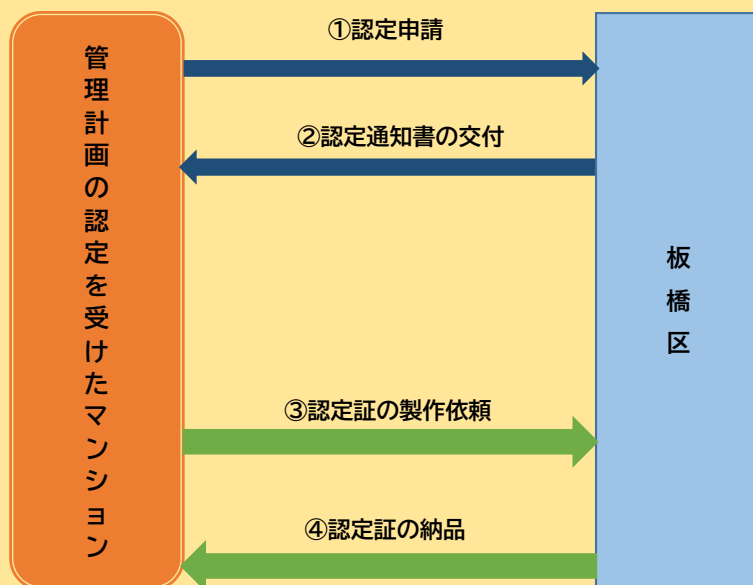 管理計画の認定を受けたマンション
①認定申請
②認定通知書の交付
③認定証の製作依頼
④認定証の納品
板橋区